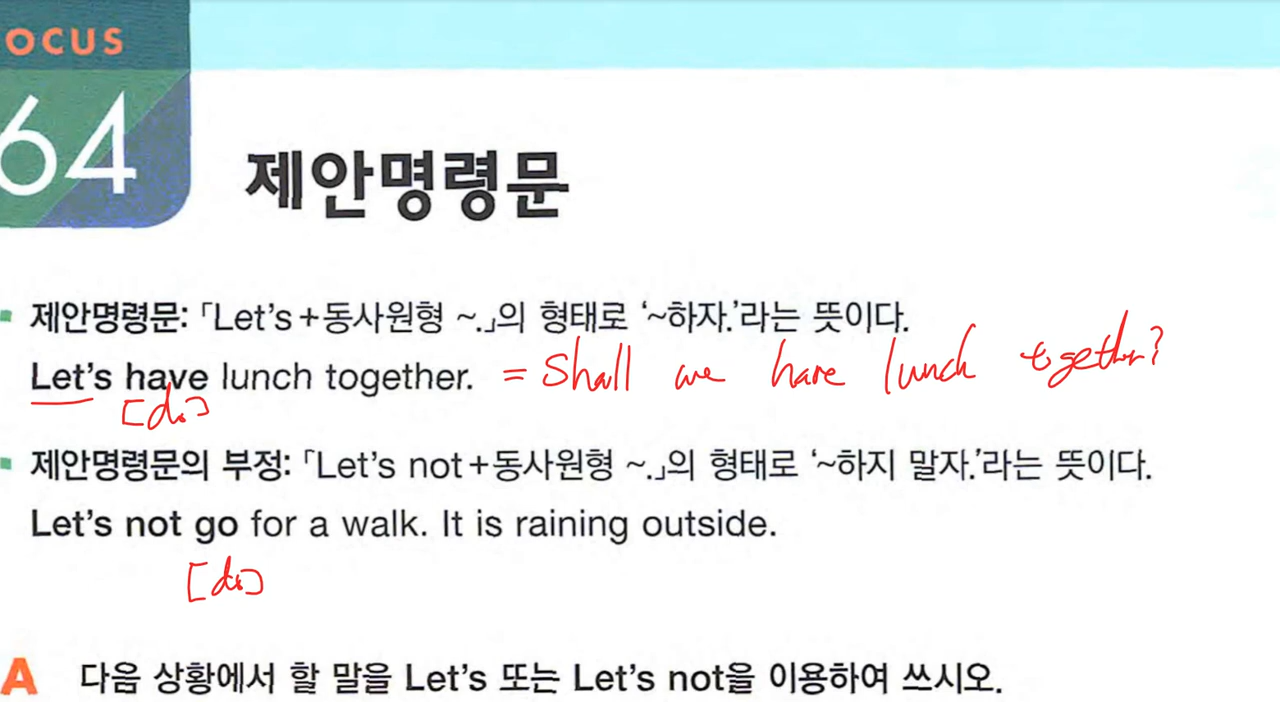 OCUS
64
제안명령문
제안명령문: 「Let's+동사원형 ~.」의 형태로 '~하자.'라는 뜻이다.
Let's have lunch together. = Shall we have lunch together?
[do]
제안명령문의 부정: 「Let's not+동사원형 ~.」의 형태로 '~하지 말자.'라는 뜻이다.
Let's not go for a walk. It is raining outside.
[do]
A 다음 상황에서 할 말을 Let's 또는 Let's not을 이용하여 쓰시오.